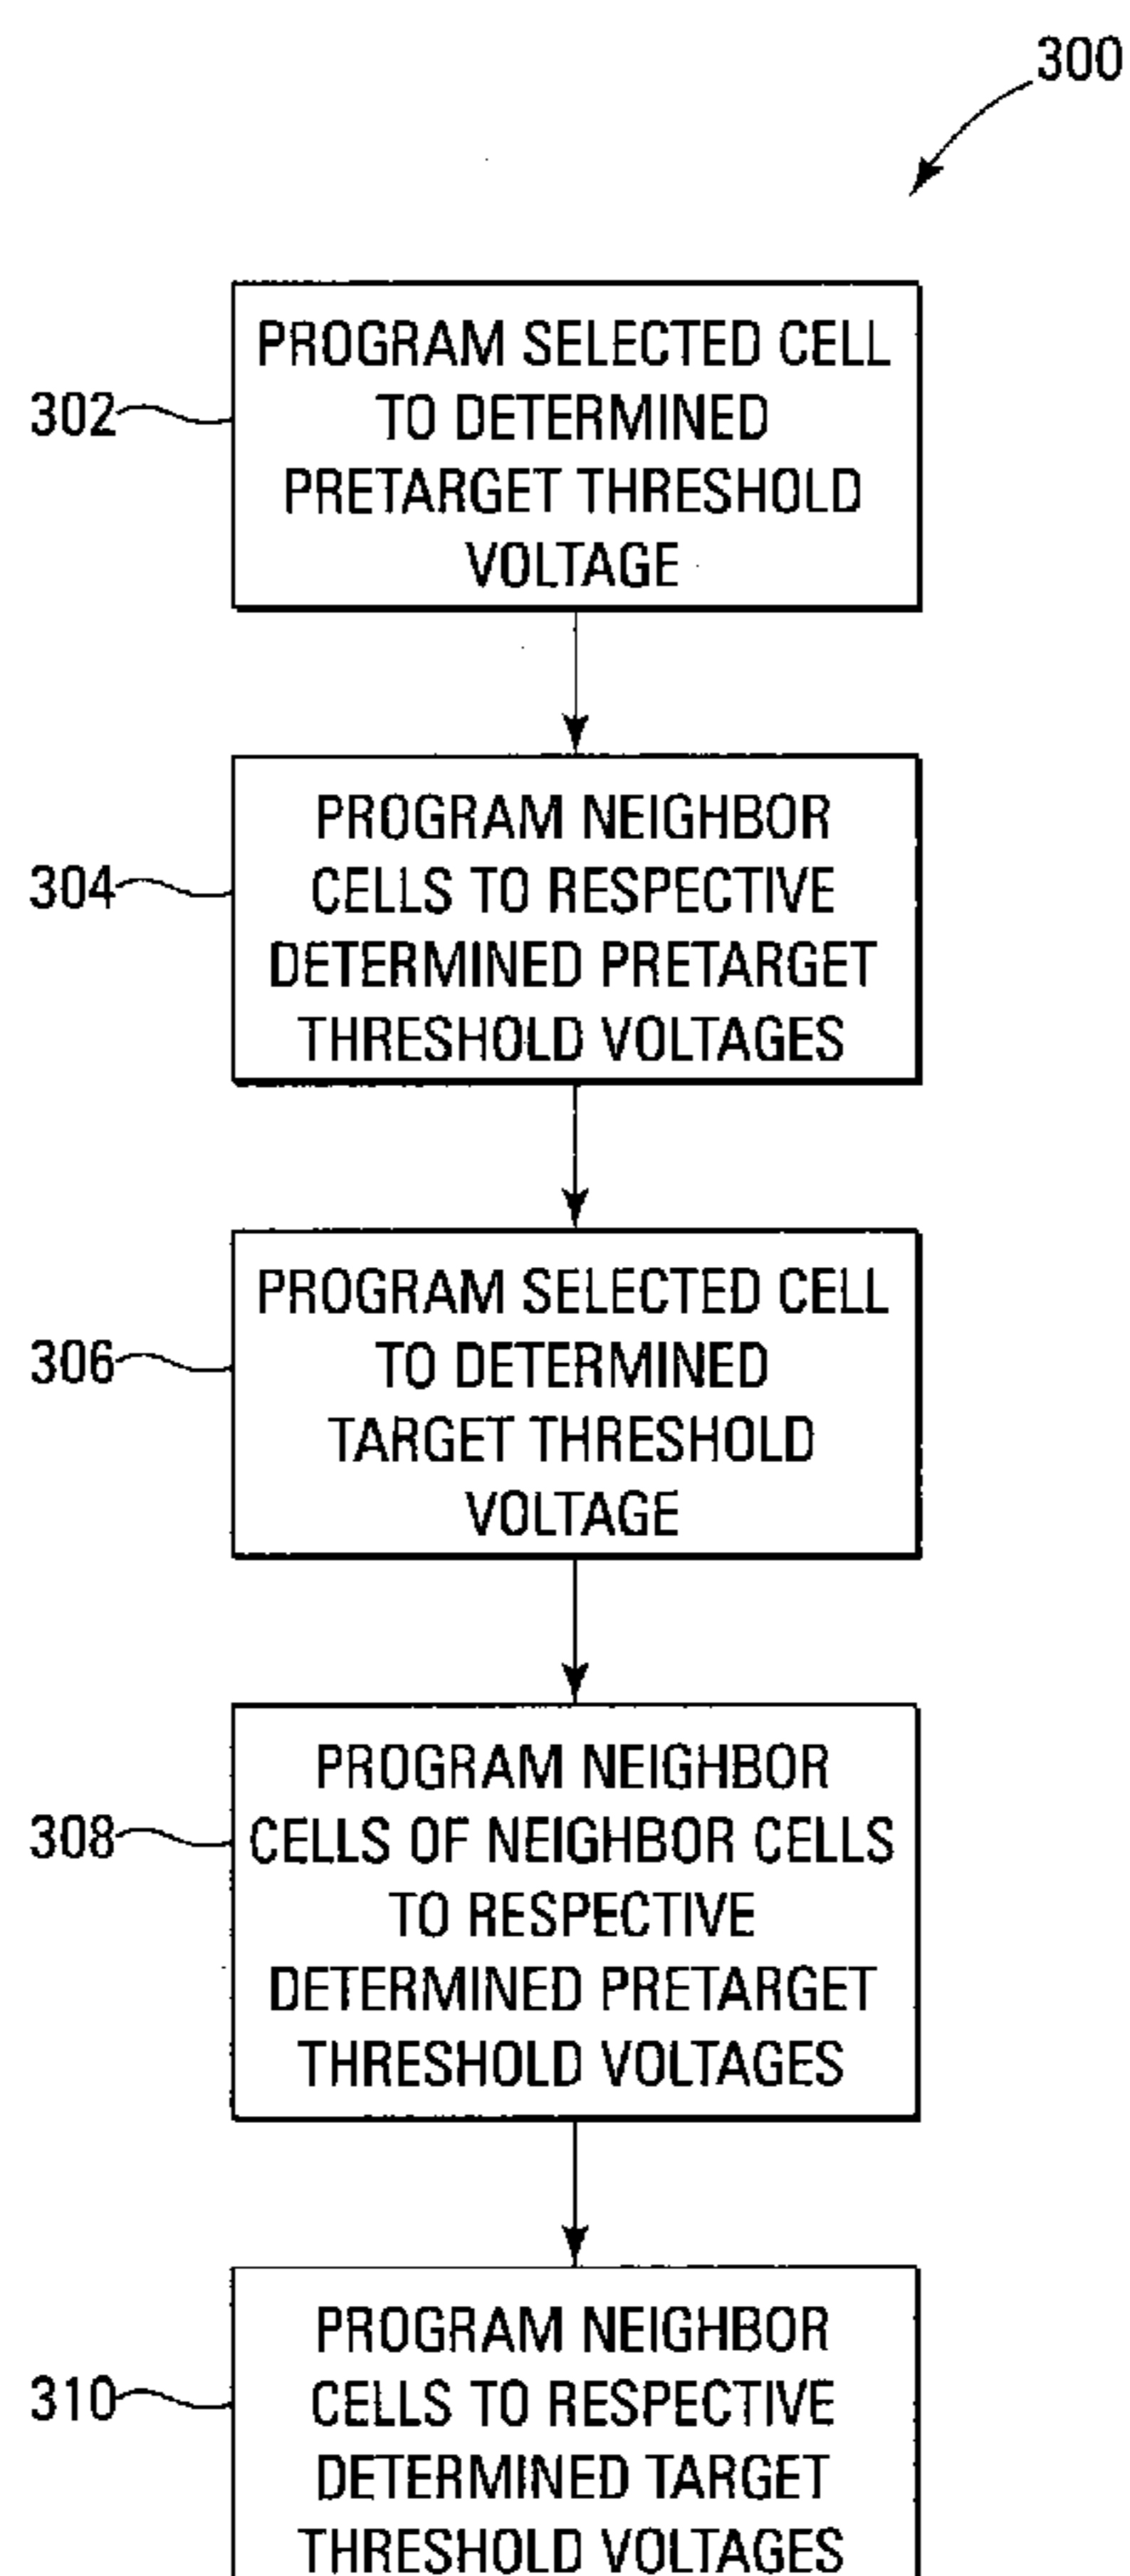 300
302
PROGRAM SELECTED CELL
TO DETERMINED
PRETARGET THRESHOLD
VOLTAGE
304
PROGRAM NEIGHBOR
CELLS TO RESPECTIVE
DETERMINED PRETARGET
THRESHOLD VOLTAGES
306
PROGRAM SELECTED CELL
TO DETERMINED
TARGET THRESHOLD
VOLTAGE
308
PROGRAM NEIGHBOR
CELLS OF NEIGHBOR CELLS
TO RESPECTIVE
DETERMINED PRETARGET
THRESHOLD VOLTAGES
310
PROGRAM NEIGHBOR
CELLS TO RESPECTIVE
DETERMINED TARGET
THRESHOLD VOLTAGES